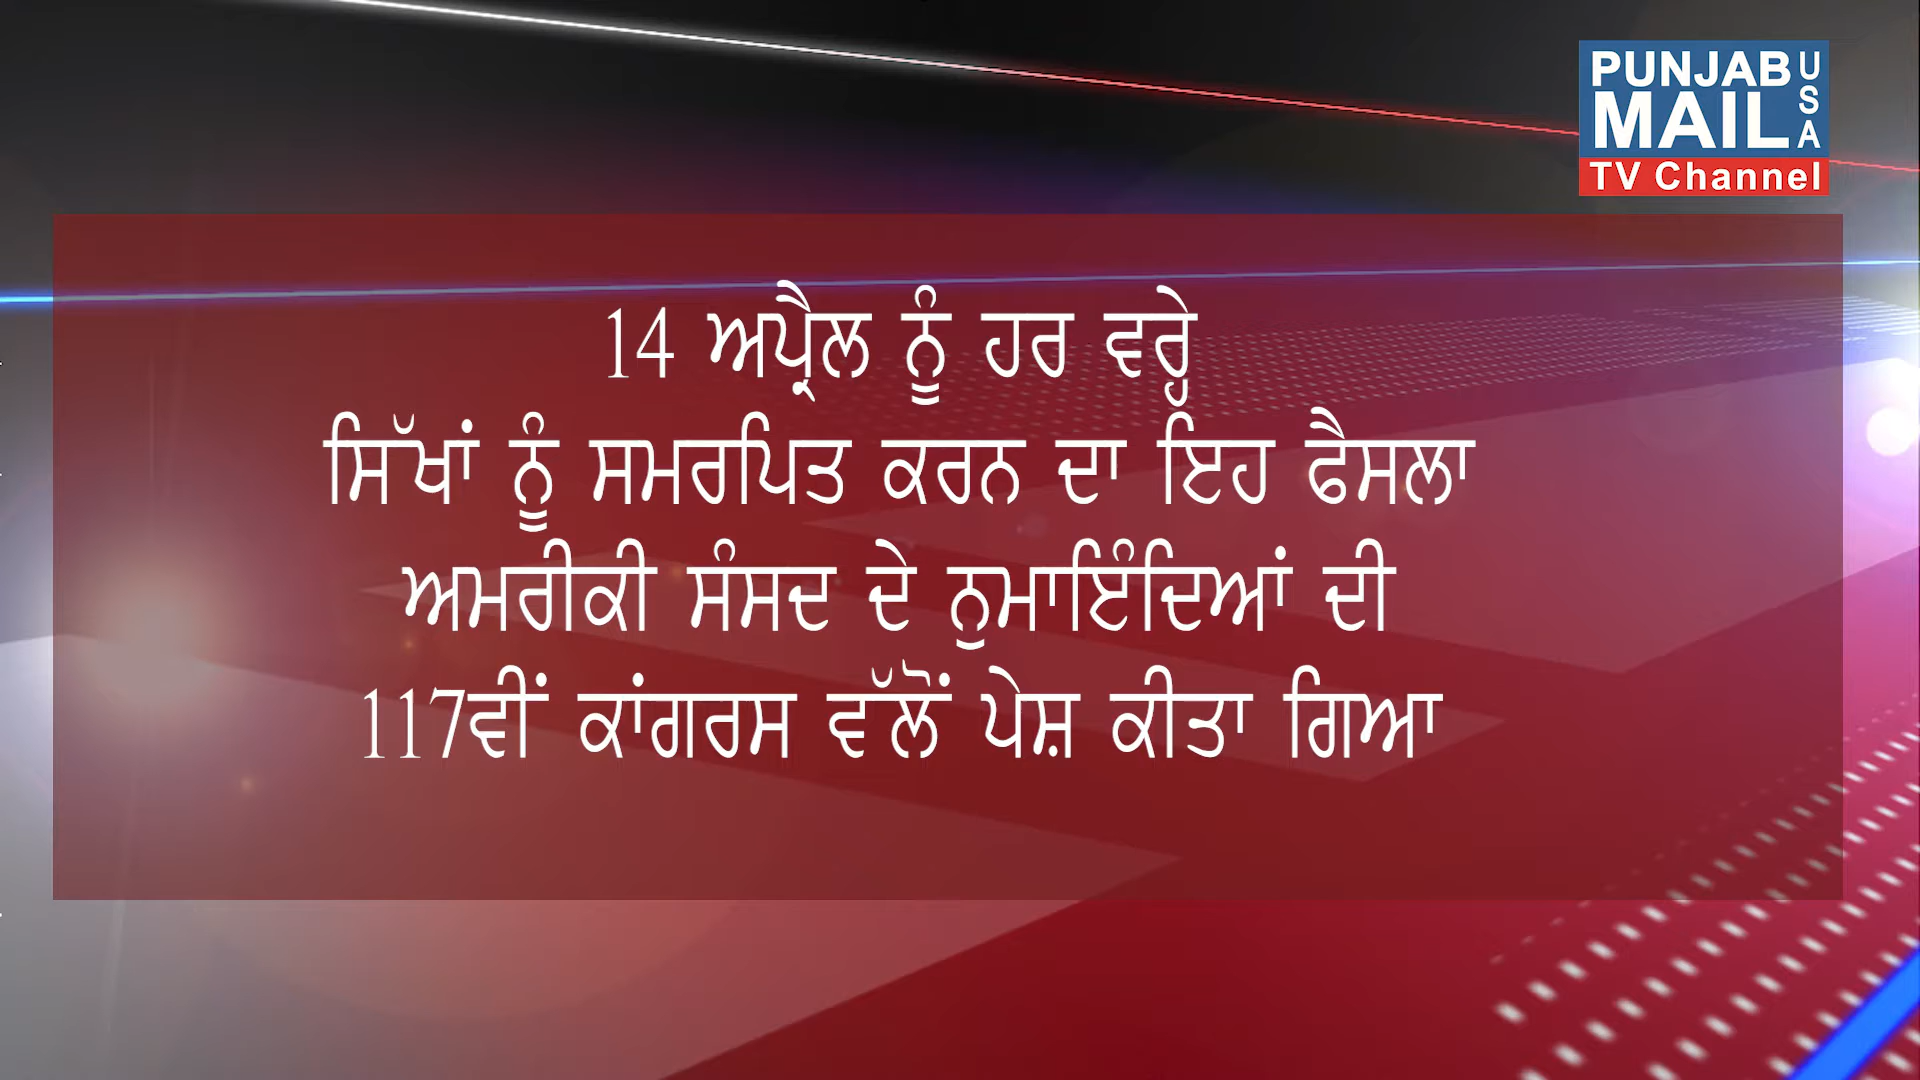 PUNJAB USA
MAIL
TV Channel
14 ਅਪ੍ਰੈਲ ਨੂੰ ਹਰ ਵਰ੍ਹੇ
ਸਿੱਖਾਂ ਨੂੰ ਸਮਰਪਿਤ ਕਰਨ ਦਾ ਇਹ ਫੈਸਲਾ
ਅਮਰੀਕੀ ਸੰਸਦ ਦੇ ਨੁਮਾਇੰਦਿਆਂ ਦੀ
117ਵੀਂ ਕਾਂਗਰਸ ਵੱਲੋਂ ਪੇਸ਼ ਕੀਤਾ ਗਿਆ